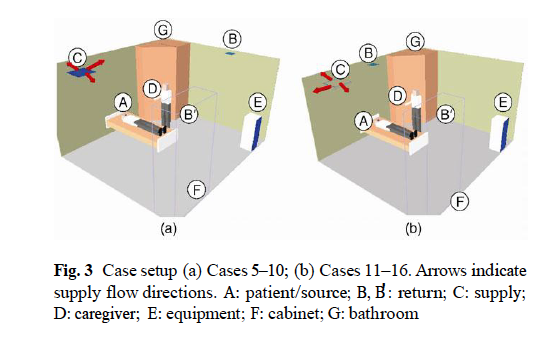 G
B
C
A
D
B'
E
F
(a)
G
B
C
D
A
B'
E
F
(b)
Fig. 3 Case setup (a) Cases 5–10; (b) Cases 11–16. Arrows indicate
supply flow directions. A: patient/source; B, B′: return; C: supply;
D: caregiver; E: equipment; F: cabinet; G: bathroom